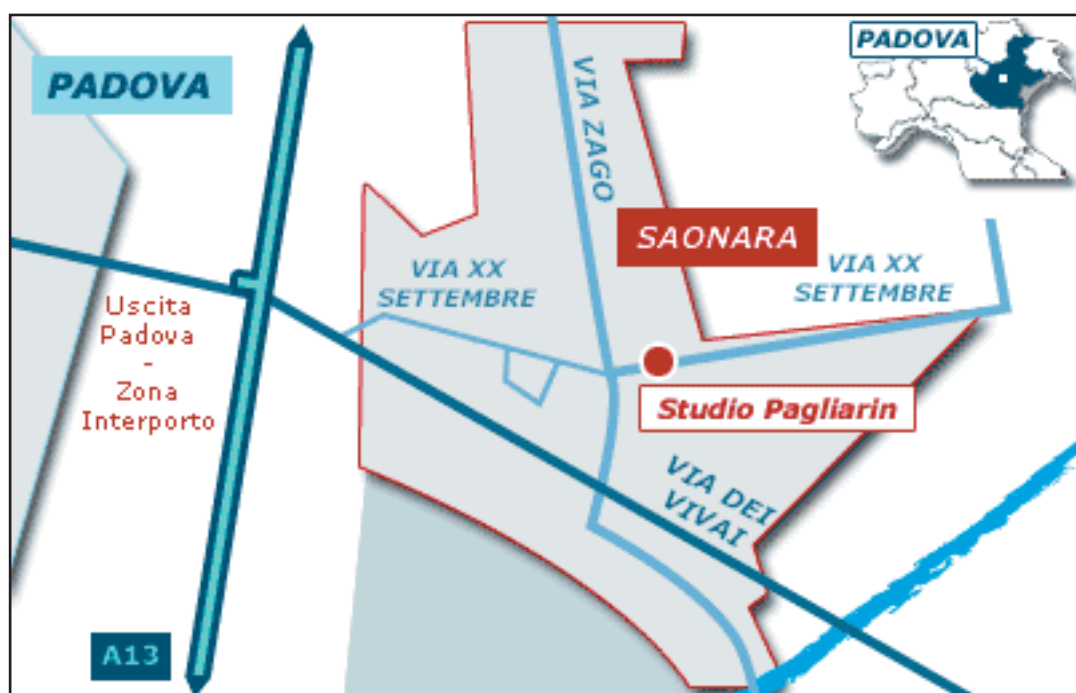 PADOVA
PADOVA
VIA ZAGO
SAONARA
VIA XX
SETTEMBRE
VIA XX
SETTEMBRE
Uscita
Padova
-
Zona
Interporto
Studio Pagliarin
VIA DEI
VIVAI
A13